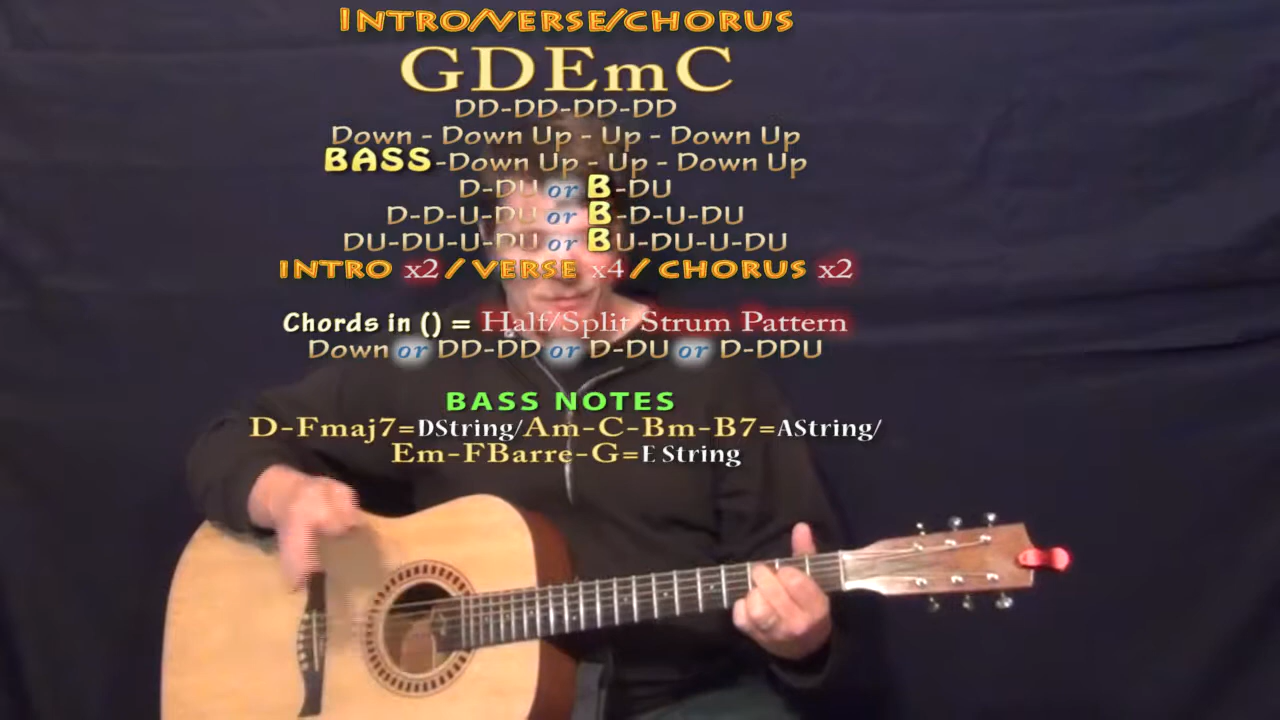 INTRO/VERSE/CHORUS
G D Em C
DD-DD-DD-DD
Down - Down Up - Up - Down Up
BASS-Down Up - Up - Down Up
D-DU or B-DU
D-D-U-DU or B-D-U-DU
DU-DU-U-DU or BU-DU-U-DU
INTRO x2 / VERSE x4 / CHORUS x2
Chords in () = Half/Split Strum Pattern
Down or DD-DD or D-DU or D-DDU
BASS NOTES
D-Fmaj7=DString/Am-C-Bm-B7=AString/
Em-FBarre-G=E String